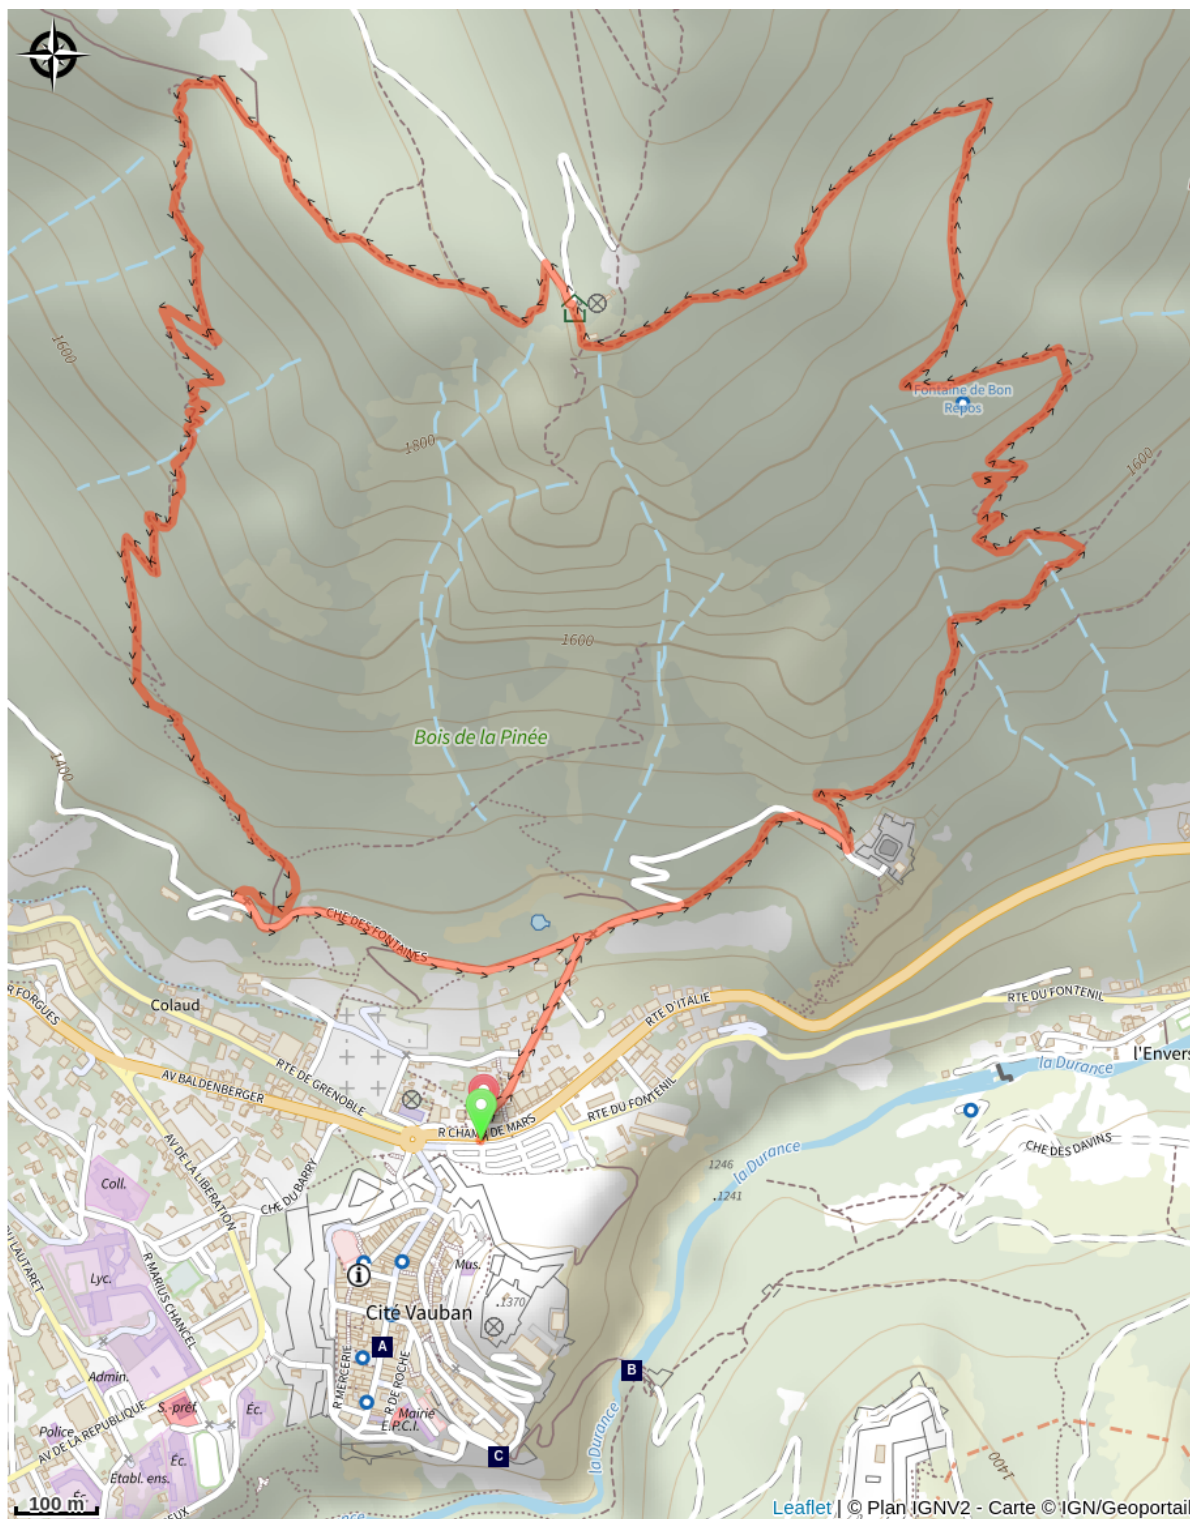 1600
1800
Fontaine de Bon
Repos
1600
1600
Bois de la Pinée
1400
CHE DES FONTAINES
Colaud
R FORGUES
RTE D'ITALIE
RTE DU FONTENIL
l'Envers
la Durance
AV BALDENBERGER
RTE DE GRENOBLE
R CHAMP DE MARS
RTE DU FONTENIL
AV DE LA LIBERATION
CHE DU BARRY
CHE DES DAVINS
1246
.1241
la Durance
Coll.
R MARIUS CHANCEL
DU LAUTARET
Lyc.
Mus.
i
.1370
Cité Vauban
A
B
R MERCERIE
R DE ROCHE
Admin.
S.-préf.
Éc.
Mairie
E.P.C.I.
Police
AV DE LA REPUBLIQUE
Éc.
Établ. ens.
C
la Durance
1400
100 m
Leaflet | © Plan IGNV2 - Carte © IGN/Geoportail